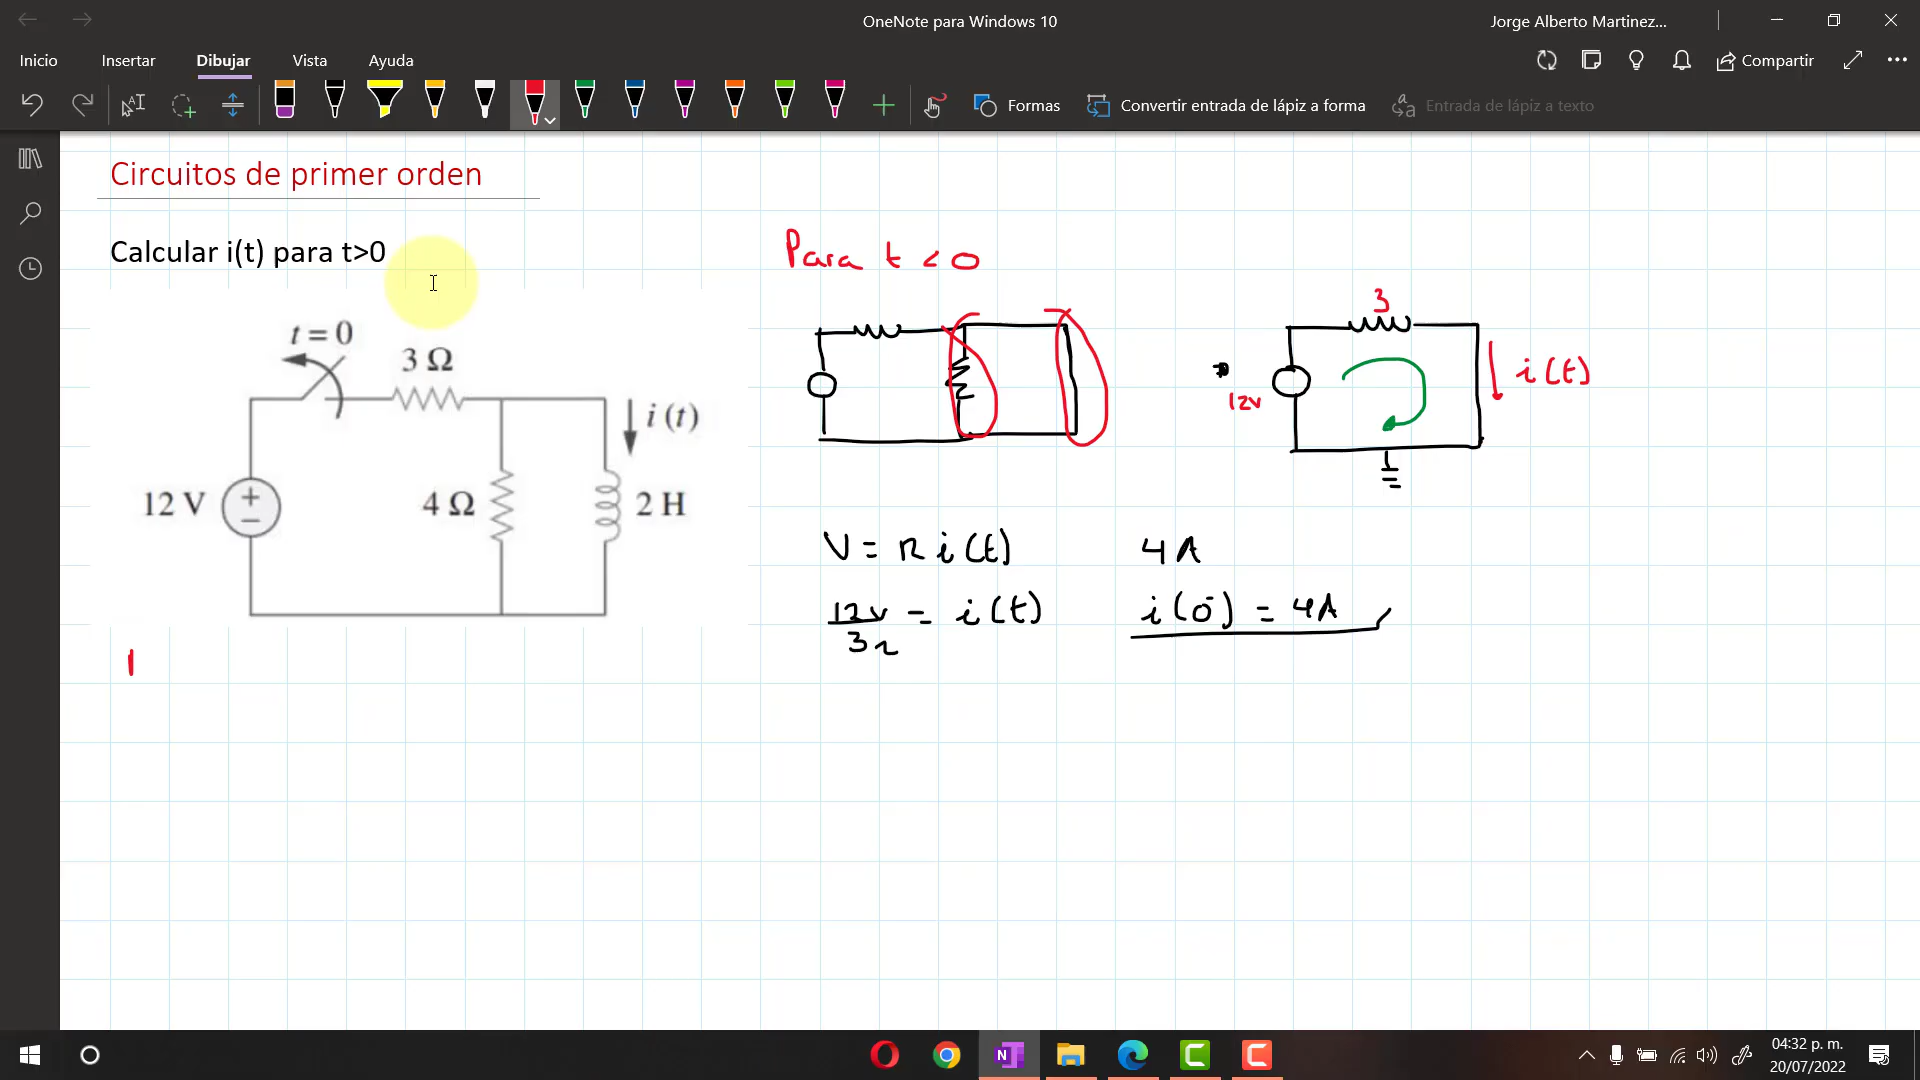 OneNote para Windows 10
Jorge Alberto Martinez...
Inicio
Insertar
Dibujar
Vista
Ayuda
Compartir
Formas
Convertir entrada de lápiz a forma
Entrada de lápiz a texto
Circuitos de primer orden
Calcular i(t) para t>0
t = 0
3 Ω
i (t)
12 V
4 Ω
2 H
Para t < 0
3
12V
i(t)
V = R i(t)
4A
12V = i(t)
3Ω
i(0⁻) = 4A
04:32 p. m.
20/07/2022